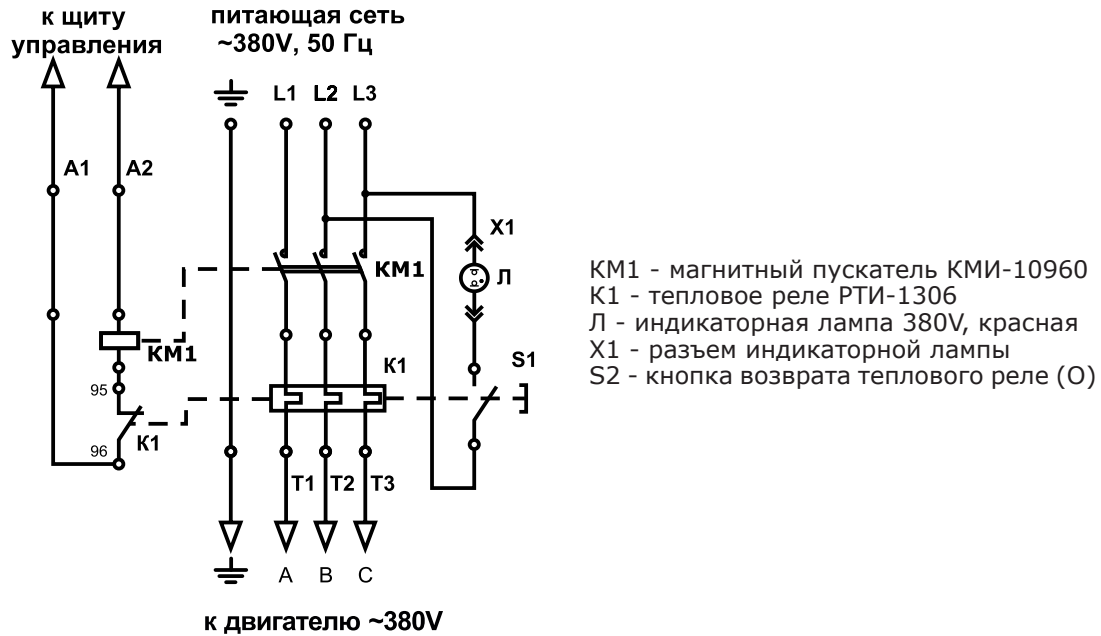 к щиту
управления
питающая сеть
~380V, 50 Гц
L1 L2 L3
A1 A2
X1
KM1
Л
KM1
S1
K1
95
K1
96
T1 T2 T3
A B C
к двигателю ~380V
КМ1 - магнитный пускатель КМИ-10960
К1 - тепловое реле РТИ-1306
Л - индикаторная лампа 380V, красная
Х1 - разъем индикаторной лампы
S2 - кнопка возврата теплового реле (О)